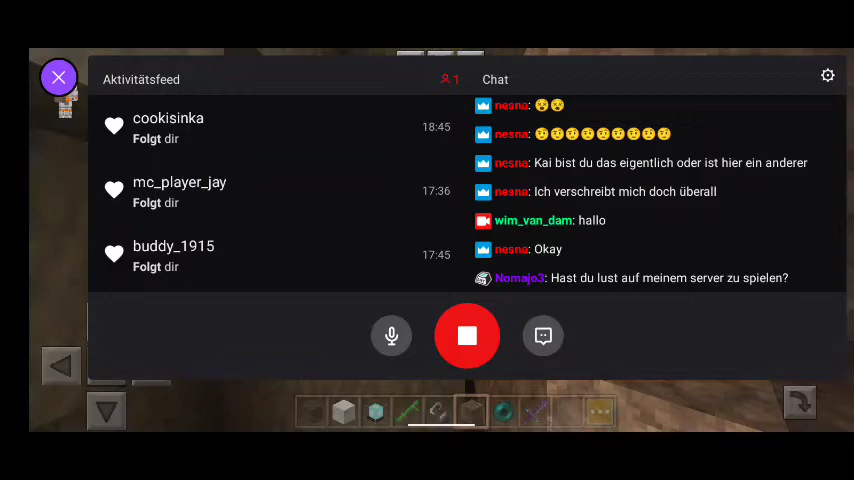 Aktivitätsfeed
1
Chat
cookisinka
Folgt dir
18:45
mc_player_jay
Folgt dir
17:36
buddy_1915
Folgt dir
17:45
nesna: 😵😵
nesna: 🤨🤨🤨🤨🤨🤨🤨🤨🤨
nesna: Kai bist du das eigentlich oder ist hier ein anderer
nesna: Ich verschreibt mich doch überall
wim_van_dam: hallo
nesna: Okay
Nomajo3: Hast du lust auf meinem server zu spielen?